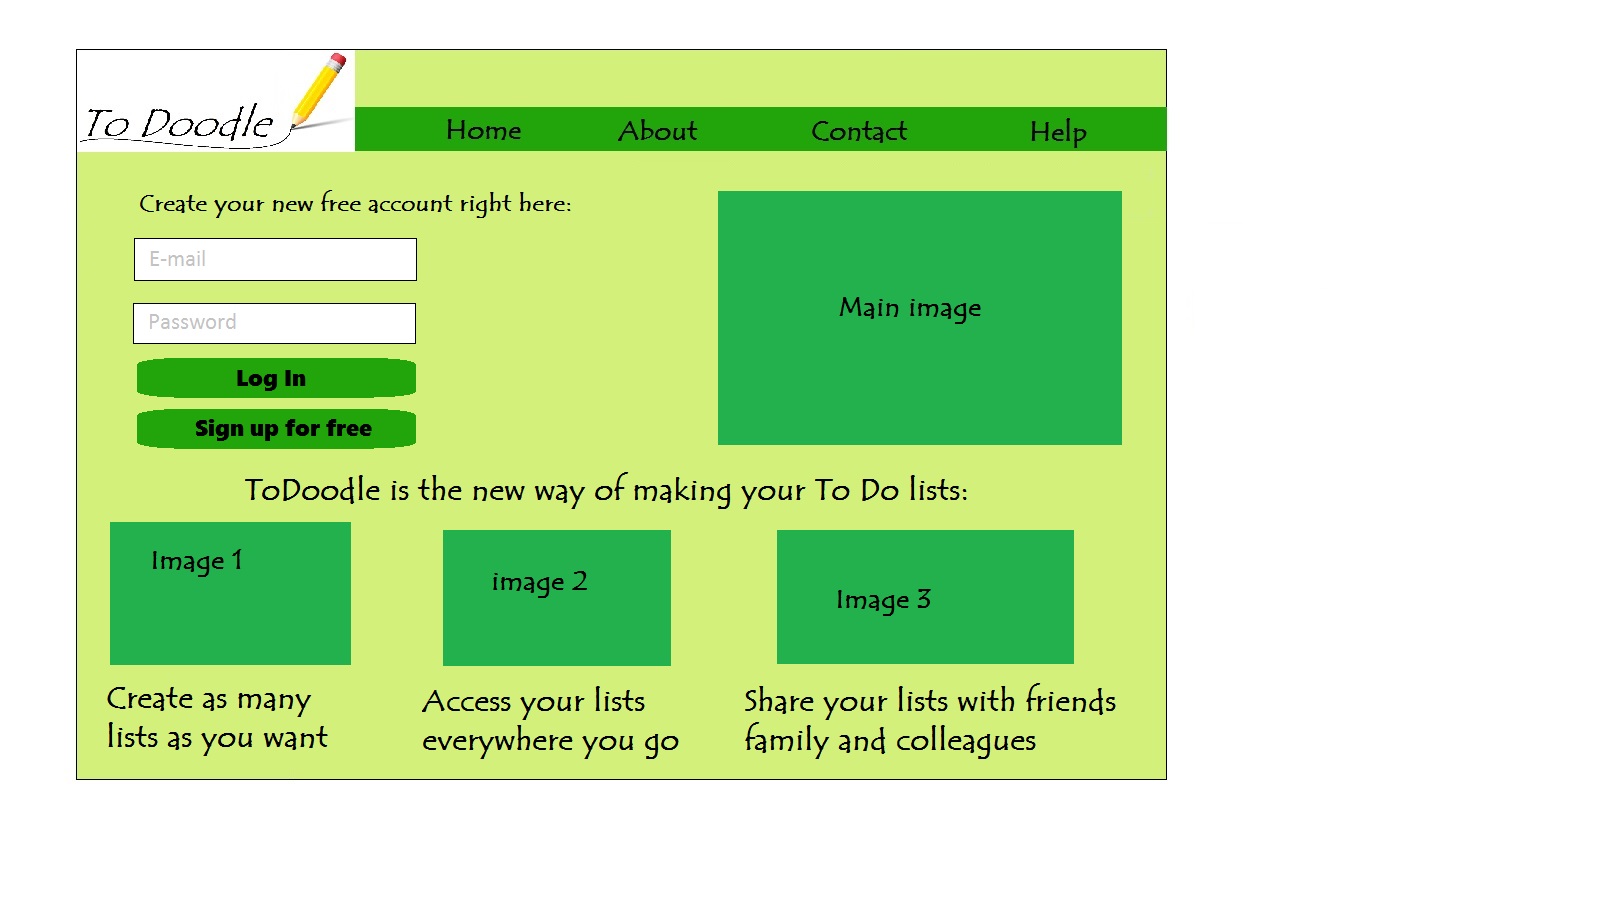 To Doodle
Home About Contact Help
Create your new free account right here:
E-mail
Password
Log In
Sign up for free
Main image
ToDoodle is the new way of making your To Do lists:
Image 1
image 2
Image 3
Create as many
lists as you want
Access your lists
everywhere you go
Share your lists with friends
family and colleagues